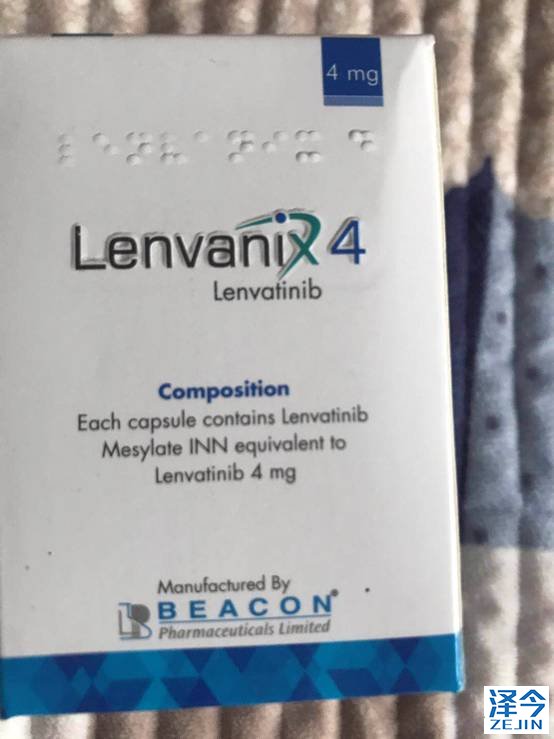 4 mg
Lenvanix 4
Lenvatinib
Composition
Each capsule contains Lenvatinib
Mesylate INN equivalent to
Lenvatinib 4 mg
Manufactured By
BEACON®
Pharmaceuticals Limited
泽今
ZEJIN